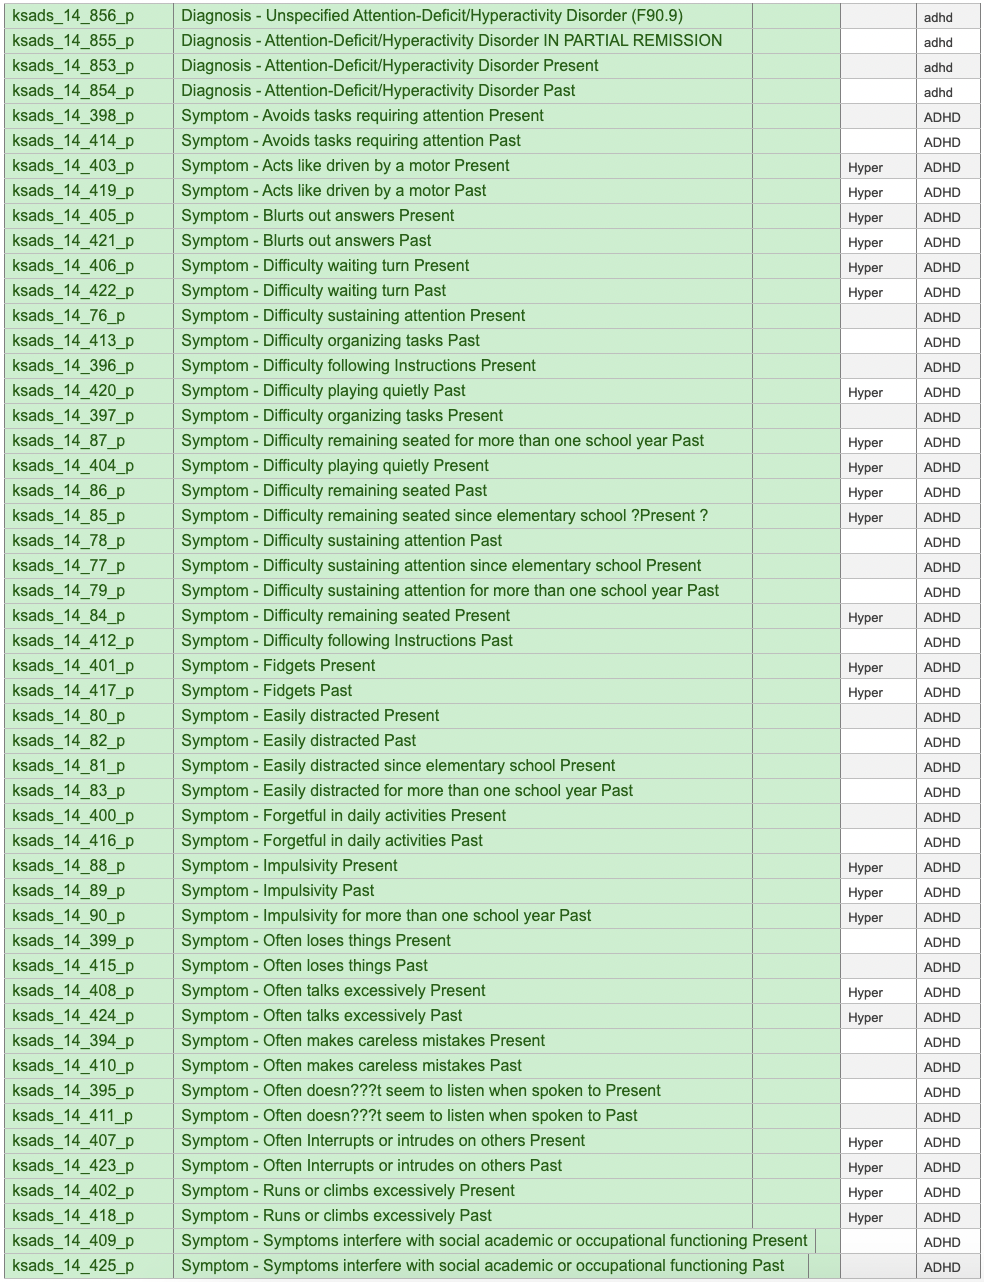 ksads_14_856_p Diagnosis - Unspecified Attention-Deficit/Hyperactivity Disorder (F90.9) adhd
ksads_14_855_p Diagnosis - Attention-Deficit/Hyperactivity Disorder IN PARTIAL REMISSION adhd
ksads_14_853_p Diagnosis - Attention-Deficit/Hyperactivity Disorder Present adhd
ksads_14_854_p Diagnosis - Attention-Deficit/Hyperactivity Disorder Past adhd
ksads_14_398_p Symptom - Avoids tasks requiring attention Present ADHD
ksads_14_414_p Symptom - Avoids tasks requiring attention Past ADHD
ksads_14_403_p Symptom - Acts like driven by a motor Present Hyper ADHD
ksads_14_419_p Symptom - Acts like driven by a motor Past Hyper ADHD
ksads_14_405_p Symptom - Blurts out answers Present Hyper ADHD
ksads_14_421_p Symptom - Blurts out answers Past Hyper ADHD
ksads_14_406_p Symptom - Difficulty waiting turn Present Hyper ADHD
ksads_14_422_p Symptom - Difficulty waiting turn Past Hyper ADHD
ksads_14_76_p Symptom - Difficulty sustaining attention Present ADHD
ksads_14_413_p Symptom - Difficulty organizing tasks Past ADHD
ksads_14_396_p Symptom - Difficulty following Instructions Present ADHD
ksads_14_420_p Symptom - Difficulty playing quietly Past Hyper ADHD
ksads_14_397_p Symptom - Difficulty organizing tasks Present ADHD
ksads_14_87_p Symptom - Difficulty remaining seated for more than one school year Past Hyper ADHD
ksads_14_404_p Symptom - Difficulty playing quietly Present Hyper ADHD
ksads_14_86_p Symptom - Difficulty remaining seated Past Hyper ADHD
ksads_14_85_p Symptom - Difficulty remaining seated since elementary school ?Present ? Hyper ADHD
ksads_14_78_p Symptom - Difficulty sustaining attention Past ADHD
ksads_14_77_p Symptom - Difficulty sustaining attention since elementary school Present ADHD
ksads_14_79_p Symptom - Difficulty sustaining attention for more than one school year Past ADHD
ksads_14_84_p Symptom - Difficulty remaining seated Present Hyper ADHD
ksads_14_412_p Symptom - Difficulty following Instructions Past ADHD
ksads_14_401_p Symptom - Fidgets Present Hyper ADHD
ksads_14_417_p Symptom - Fidgets Past Hyper ADHD
ksads_14_80_p Symptom - Easily distracted Present ADHD
ksads_14_82_p Symptom - Easily distracted Past ADHD
ksads_14_81_p Symptom - Easily distracted since elementary school Present ADHD
ksads_14_83_p Symptom - Easily distracted for more than one school year Past ADHD
ksads_14_400_p Symptom - Forgetful in daily activities Present ADHD
ksads_14_416_p Symptom - Forgetful in daily activities Past ADHD
ksads_14_88_p Symptom - Impulsivity Present Hyper ADHD
ksads_14_89_p Symptom - Impulsivity Past Hyper ADHD
ksads_14_90_p Symptom - Impulsivity for more than one school year Past Hyper ADHD
ksads_14_399_p Symptom - Often loses things Present ADHD
ksads_14_415_p Symptom - Often loses things Past ADHD
ksads_14_408_p Symptom - Often talks excessively Present Hyper ADHD
ksads_14_424_p Symptom - Often talks excessively Past Hyper ADHD
ksads_14_394_p Symptom - Often makes careless mistakes Present ADHD
ksads_14_410_p Symptom - Often makes careless mistakes Past ADHD
ksads_14_395_p Symptom - Often doesn???t seem to listen when spoken to Present ADHD
ksads_14_411_p Symptom - Often doesn???t seem to listen when spoken to Past ADHD
ksads_14_407_p Symptom - Often Interrupts or intrudes on others Present Hyper ADHD
ksads_14_423_p Symptom - Often Interrupts or intrudes on others Past Hyper ADHD
ksads_14_402_p Symptom - Runs or climbs excessively Present Hyper ADHD
ksads_14_418_p Symptom - Runs or climbs excessively Past Hyper ADHD
ksads_14_409_p Symptom - Symptoms interfere with social academic or occupational functioning Present ADHD
ksads_14_425_p Symptom - Symptoms interfere with social academic or occupational functioning Past ADHD